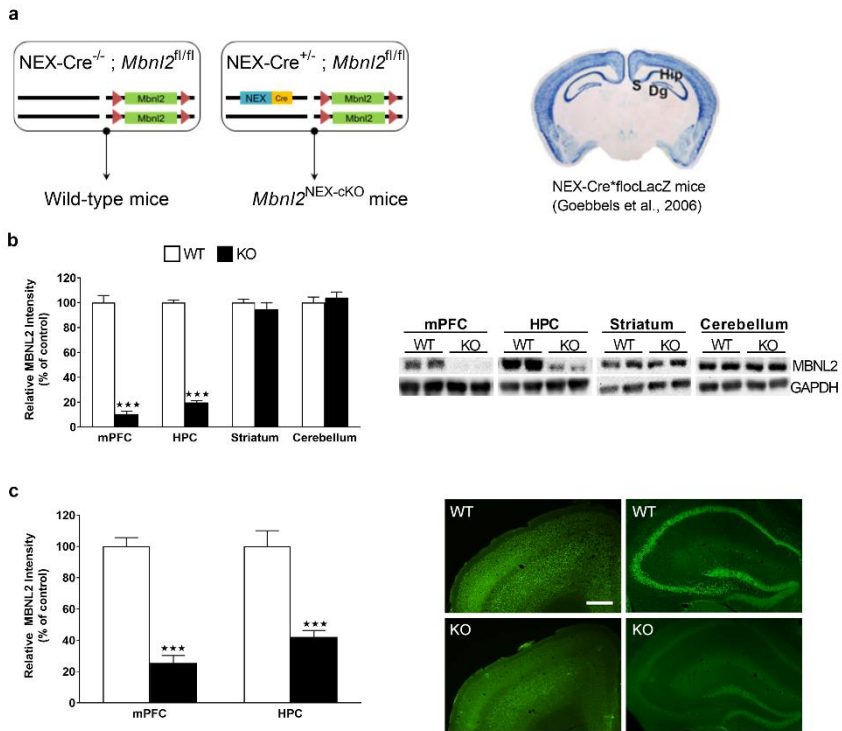 a
NEX-Cre-/- ; Mbnl2fl/fl
Mbnl2
Mbnl2
Wild-type mice
NEX-Cre+/- ; Mbnl2fl/fl
NEX Cre Mbnl2
Mbnl2
Mbnl2NEX-cKO mice
Hip
S Dg
NEX-Cre*flocLacZ mice
(Goebbels et al., 2006)
b
WT KO
Relative MBNL2 Intensity
(% of control)
120
100
80
60
40
20
0
★★★ ★★★
mPFC HPC Striatum Cerebellum
mPFC HPC Striatum Cerebellum
WT KO WT KO WT KO WT KO
MBNL2
GAPDH
c
Relative MBNL2 Intensity
(% of control)
120
100
80
60
40
20
0
★★★ ★★★
mPFC HPC
WT WT
KO KO